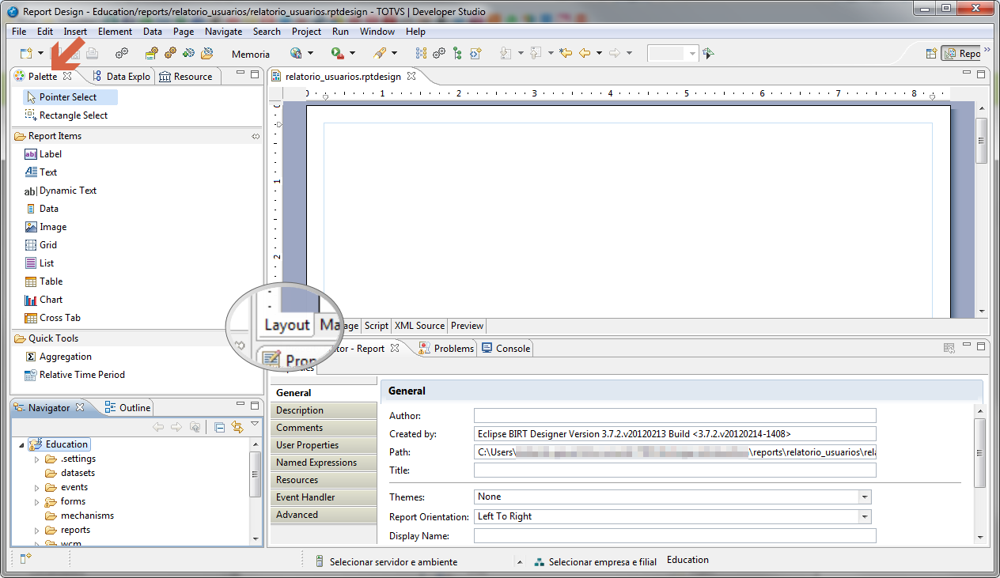 Report Design - Education/reports/relatorio_usuarios/relatorio_usuarios.rptdesign - TOTVS | Developer Studio
File Edit Insert Element Data Page Navigate Search Project Run Window Help
Memoria
Repo
Palette Data Explo Resource
Pointer Select
Rectangle Select
Report Items
Label
Text
Dynamic Text
Data
Image
Grid
List
Table
Chart
Cross Tab
Quick Tools
Aggregation
Relative Time Period
relatorio_usuarios.rptdesign
0 1 2 3 4 5 6 7 8
1
2
Layout Ma age Script XML Source Preview
Prop tor - Report Problems Console
General
Description
Comments
User Properties
Named Expressions
Resources
Event Handler
Advanced
General
Author:
Created by: Eclipse BIRT Designer Version 3.7.2.v20120213 Build <3.7.2.v20120214-1408>
Path: C:\Users\ \reports\relatorio_usuarios\rela
Title:
Themes: None
Report Orientation: Left To Right
Display Name:
Navigator Outline
Education
.settings
datasets
events
forms
mechanisms
reports
wcm
Selecionar servidor e ambiente Selecionar empresa e filial Education